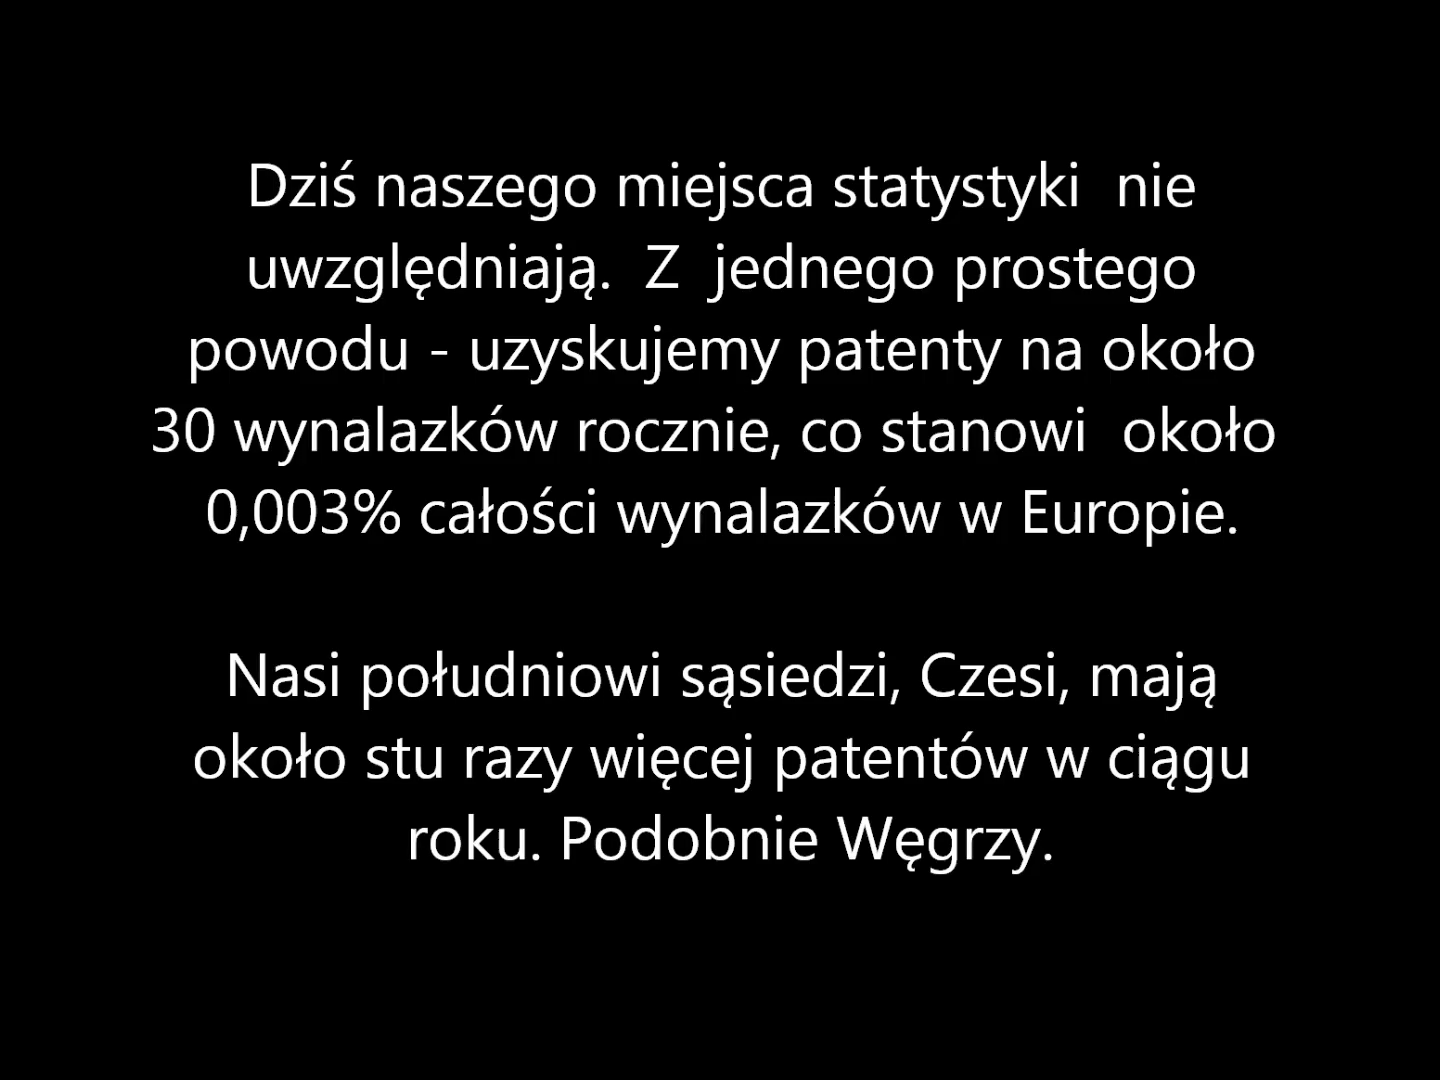 Dziś naszego miejsca statystyki nie
uwzględniają. Z jednego prostego
powodu - uzyskujemy patenty na około
30 wynalazków rocznie, co stanowi około
0,003% całości wynalazków w Europie.
Nasi południowi sąsiedzi, Czesi, mają
około stu razy więcej patentów w ciągu
roku. Podobnie Węgrzy.